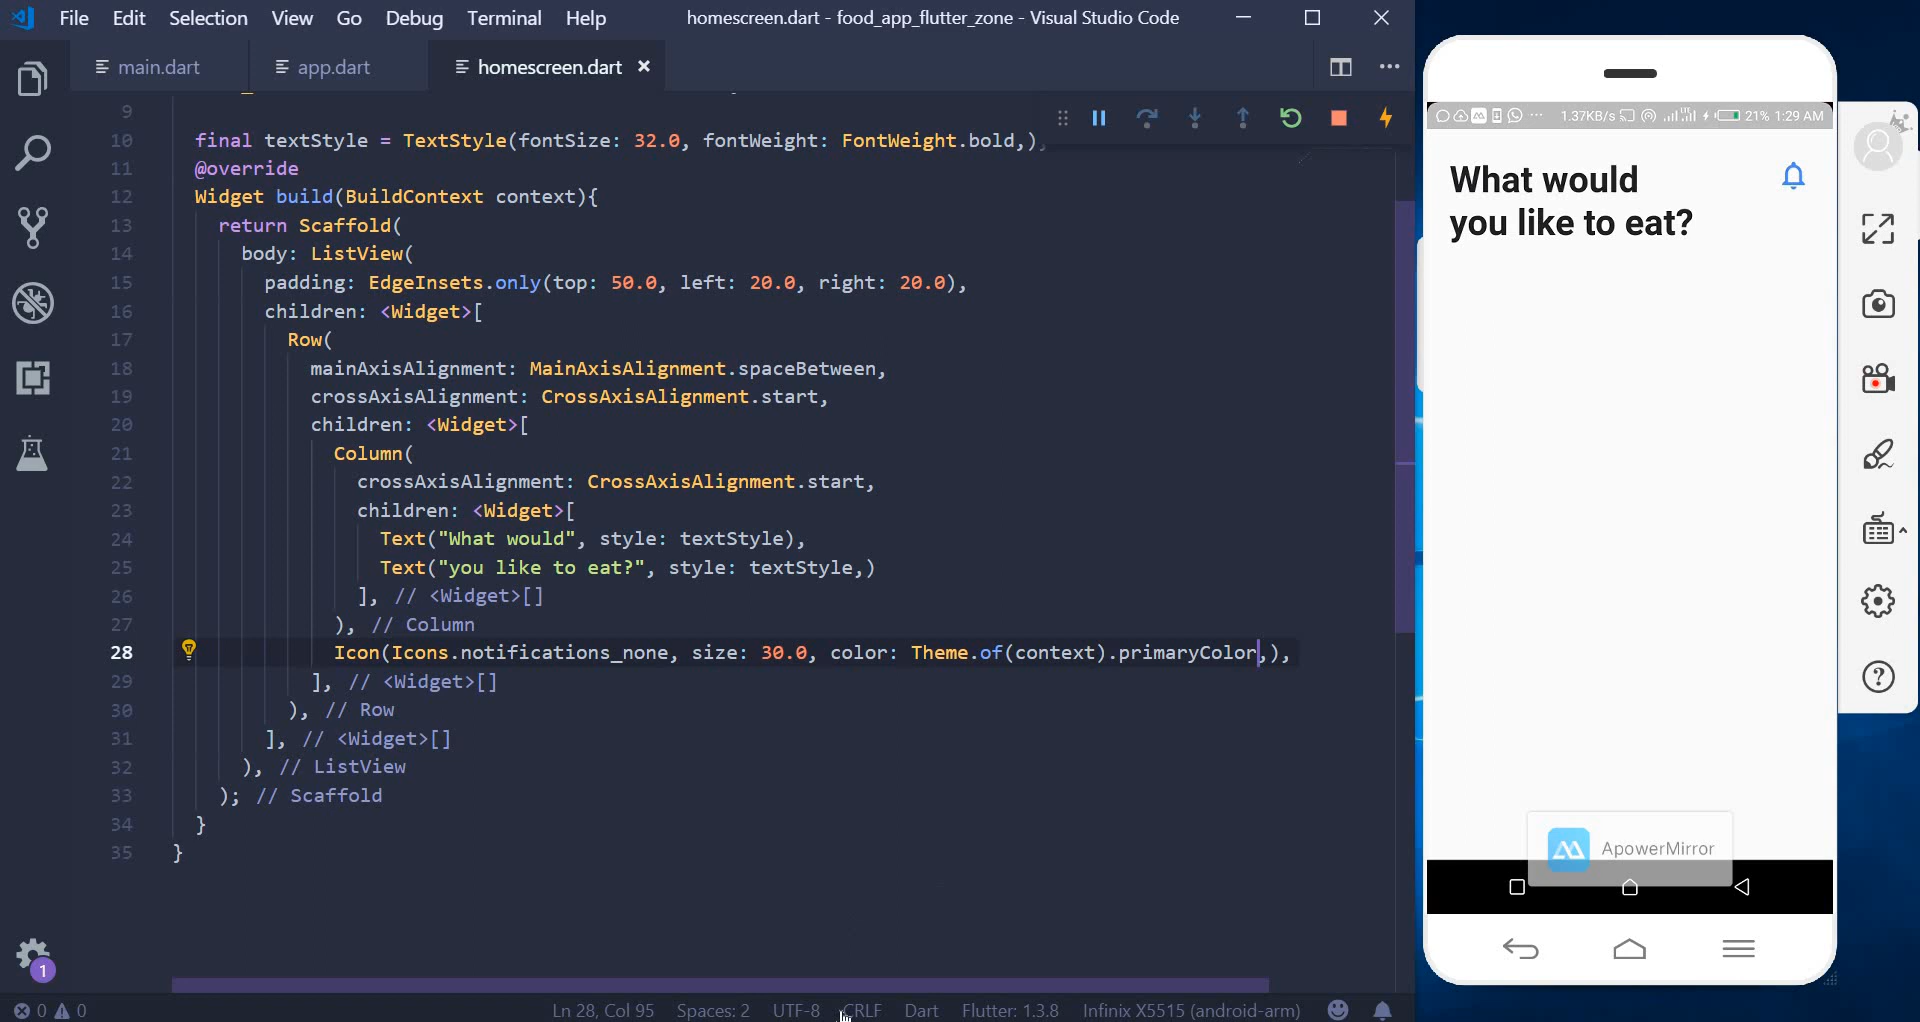 File Edit Selection View Go Debug Terminal Help homescreen.dart - food_app_flutter_zone - Visual Studio Code
main.dart app.dart homescreen.dart
9
10 final textStyle = TextStyle(fontSize: 32.0, fontWeight: FontWeight.bold,);
11 @override
12 Widget build(BuildContext context){
13 return Scaffold(
14 body: ListView(
15 padding: EdgeInsets.only(top: 50.0, left: 20.0, right: 20.0),
16 children: <Widget>[
17 Row(
18 mainAxisAlignment: MainAxisAlignment.spaceBetween,
19 crossAxisAlignment: CrossAxisAlignment.start,
20 children: <Widget>[
21 Column(
22 crossAxisAlignment: CrossAxisAlignment.start,
23 children: <Widget>[
24 Text("What would", style: textStyle),
25 Text("you like to eat?", style: textStyle,)
26 ], // <Widget>[]
27 ), // Column
28 Icon(Icons.notifications_none, size: 30.0, color: Theme.of(context).primaryColor,),
29 ], // <Widget>[]
30 ), // Row
31 ], // <Widget>[]
32 ), // ListView
33 ); // Scaffold
34 }
35 }
1
0 0 Ln 28, Col 95 Spaces: 2 UTF-8 CRLF Dart Flutter: 1.3.8 Infinix X5515 (android-arm)
1.37KB/s 21% 1:29 AM
What would
you like to eat?
ApowerMirror